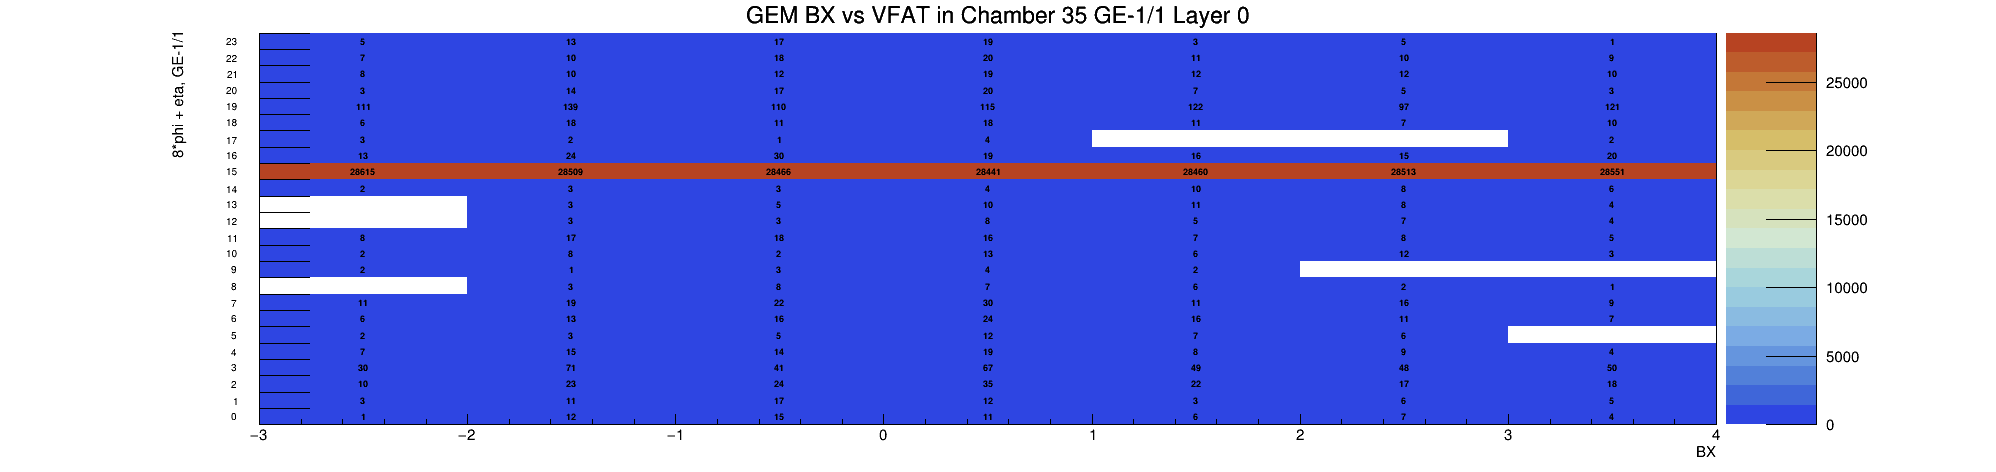 GEM BX vs VFAT in Chamber 35 GE-1/1 Layer 0
8*phi + eta, GE-1/1
23 5 13 17 19 3 5 1
22 7 10 18 20 11 10 9
21 8 10 12 19 12 12 10
20 3 14 17 20 7 5 3
19 111 139 110 115 122 97 121
18 6 18 11 18 11 7 10
17 3 2 1 4 2
16 13 24 30 19 16 15 20
15 28615 28509 28466 28441 28460 28513 28551
14 2 3 3 4 10 8 6
13 3 5 10 11 8 4
12 3 3 8 5 7 4
11 8 17 18 16 7 8 5
10 2 8 2 13 6 12 3
9 2 1 3 4 2
8 3 8 7 6 2 1
7 11 19 22 30 11 16 9
6 6 13 16 24 16 11 7
5 2 3 5 12 7 6
4 7 15 14 19 8 9 4
3 30 71 41 67 49 48 50
2 10 23 24 35 22 17 18
1 3 11 17 12 3 6 5
0 1 12 15 11 6 7 4
−3 −2 −1 0 1 2 3 4
BX
25000
20000
15000
10000
5000
0